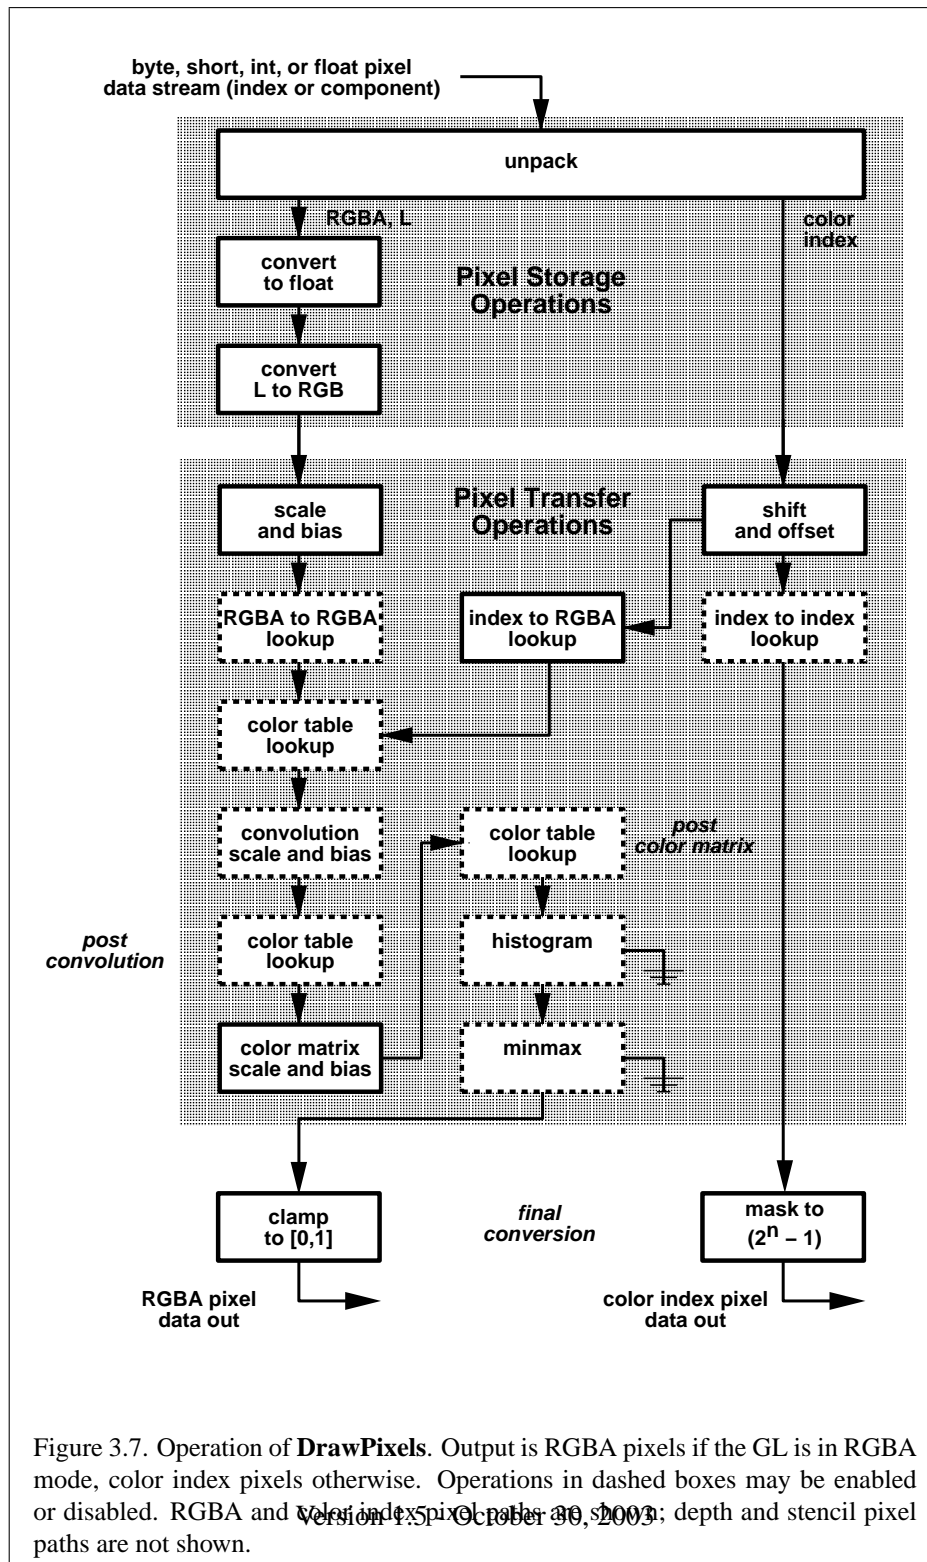 byte, short, int, or float pixel
data stream (index or component)
unpack
RGBA, L
color
index
convert
to float
Pixel Storage
Operations
convert
L to RGB
scale
and bias
Pixel Transfer
Operations
shift
and offset
RGBA to RGBA
lookup
index to RGBA
lookup
index to index
lookup
color table
lookup
convolution
scale and bias
color table
lookup
post
color matrix
post
convolution
color table
lookup
histogram
color matrix
scale and bias
minmax
clamp
to [0,1]
final
conversion
mask to
(2^n − 1)
RGBA pixel
data out
color index pixel
data out
Figure 3.7. Operation of DrawPixels. Output is RGBA pixels if the GL is in RGBA
mode, color index pixels otherwise. Operations in dashed boxes may be enabled
or disabled. RGBA and color index pixel paths are shown; depth and stencil pixel
Version 1.5 - October 30, 2003
paths are not shown.